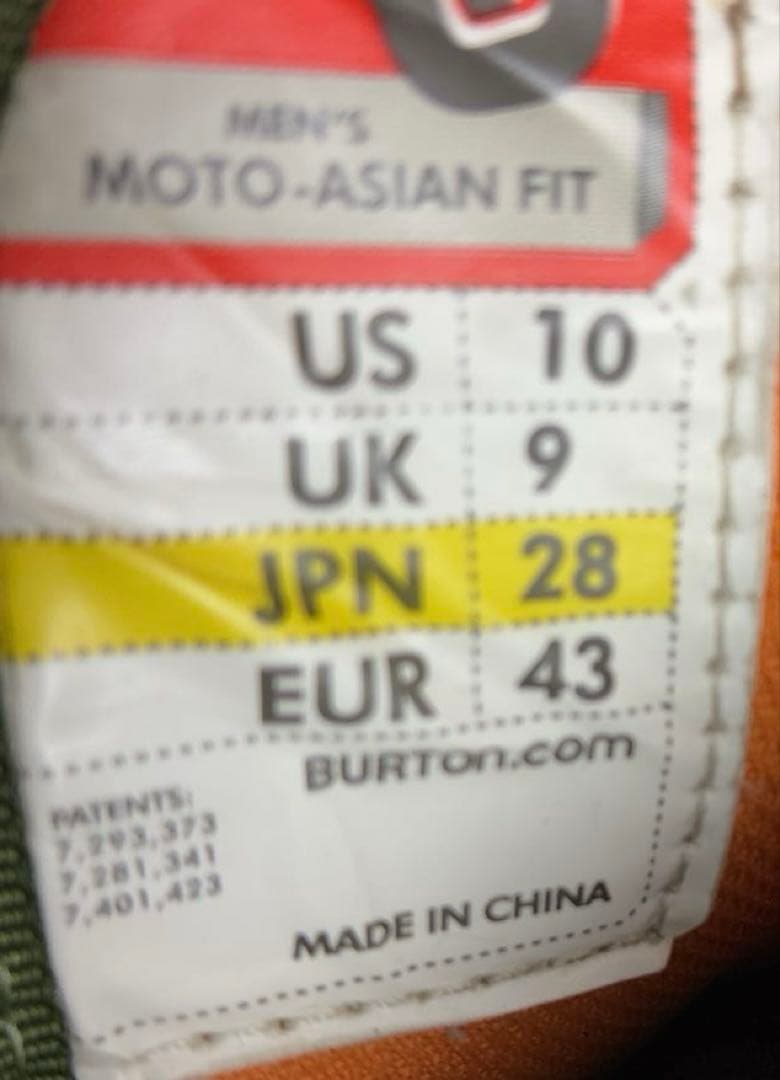 MEN'S
MOTO-ASIAN FIT
US 10
UK 9
JPN 28
EUR 43
BURTON.com
PATENTS:
7,293,373
7,281,341
7,401,423
MADE IN CHINA